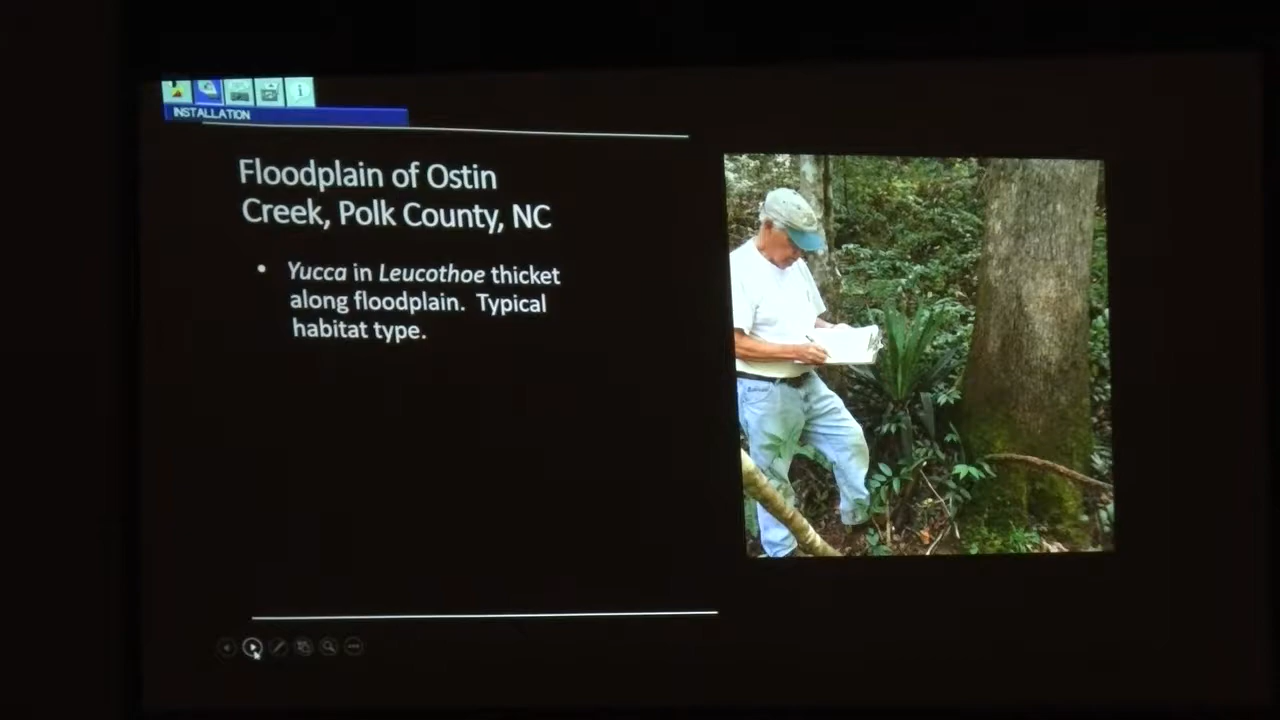 INSTALLATION
Floodplain of Ostin
Creek, Polk County, NC
• Yucca in Leucothoe thicket
along floodplain. Typical
habitat type.